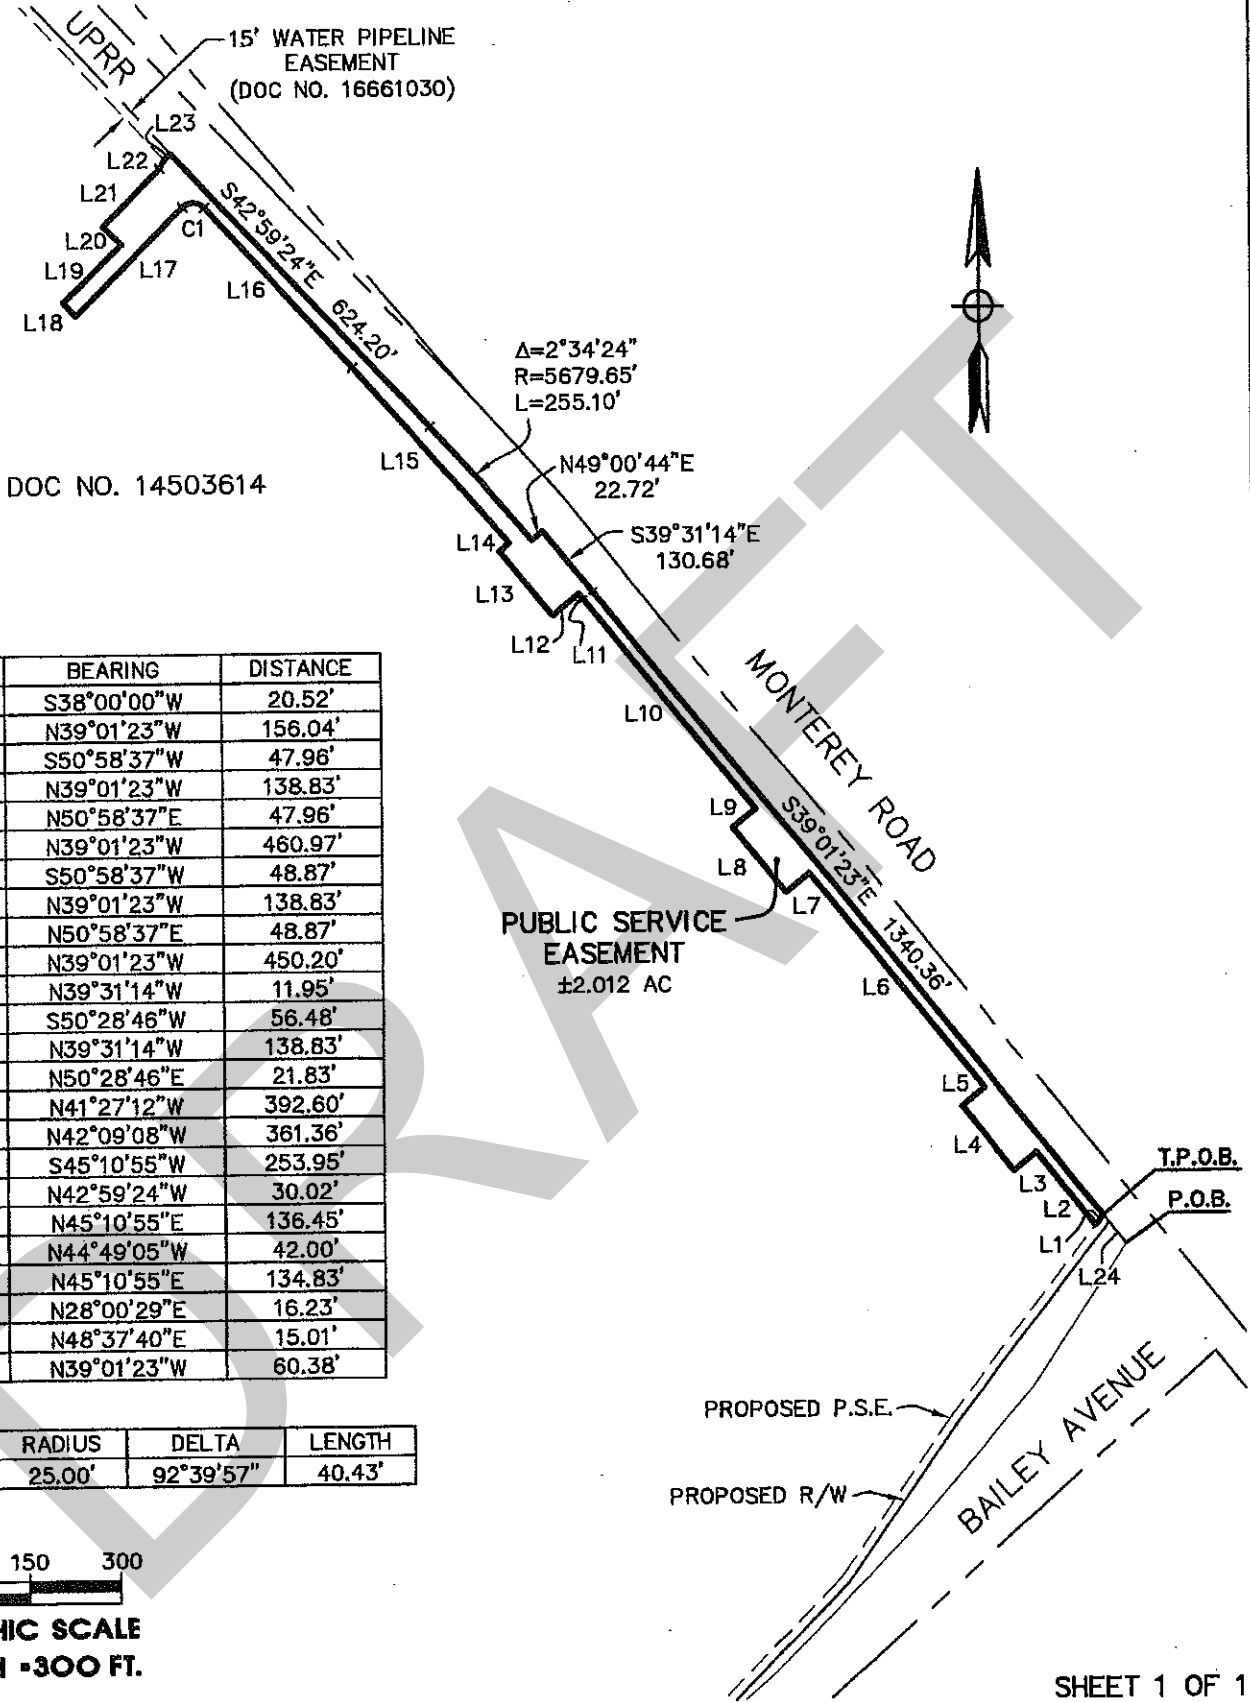 UPRR
15' WATER PIPELINE
EASEMENT
(DOC NO. 16661030)
L23
L22
L21
L20
L19
L18
L17
C1
L16
S42°59'24"E 624.20'
Δ=2°34'24"
R=5679.65'
L=255.10'
L15
N49°00'44"E
22.72'
DOC NO. 14503614
S39°31'14"E
130.68'
L14
L13
L12
L11
L10
MONTEREY ROAD
L9
L8
L7
S39°01'23"E 1340.36'
PUBLIC SERVICE
EASEMENT
±2.012 AC
L6
L5
L4
L3
L2
L1
L24
T.P.O.B.
P.O.B.
BEARING DISTANCE
S38°00'00"W 20.52'
N39°01'23"W 156.04'
S50°58'37"W 47.96'
N39°01'23"W 138.83'
N50°58'37"E 47.96'
N39°01'23"W 460.97'
S50°58'37"W 48.87'
N39°01'23"W 138.83'
N50°58'37"E 48.87'
N39°01'23"W 450.20'
N39°31'14"W 11.95'
S50°28'46"W 56.48'
N39°31'14"W 138.83'
N50°28'46"E 21.83'
N41°27'12"W 392.60'
N42°09'08"W 361.36'
S45°10'55"W 253.95'
N42°59'24"W 30.02'
N45°10'55"E 136.45'
N44°49'05"W 42.00'
N45°10'55"E 134.83'
N28°00'29"E 16.23'
N48°37'40"E 15.01'
N39°01'23"W 60.38'
RADIUS DELTA LENGTH
25.00' 92°39'57" 40.43'
PROPOSED P.S.E.
PROPOSED R/W
BAILEY AVENUE
150 300
HIC SCALE
H =300 FT.
SHEET 1 OF 1
DRAFT